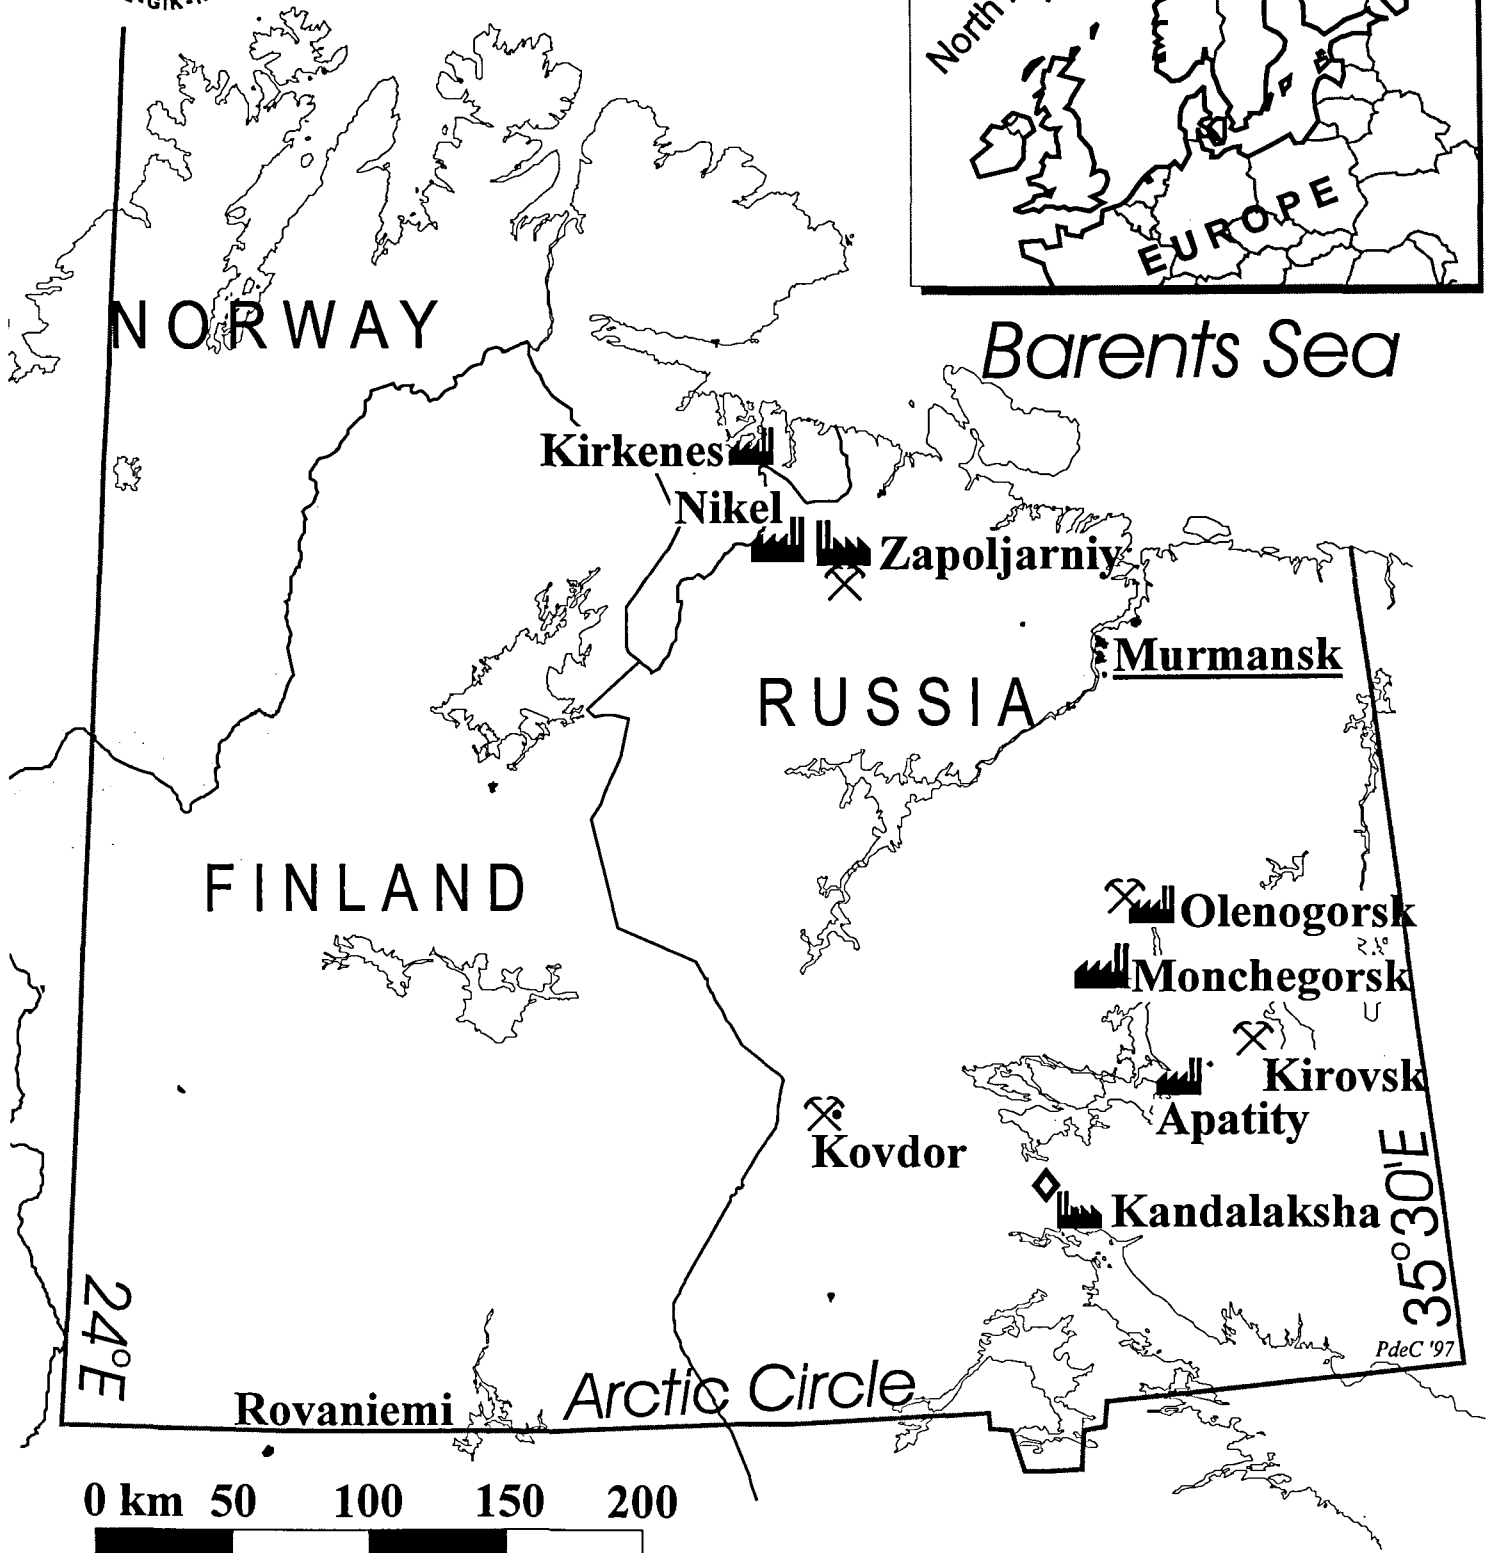 North
EUROPE
Barents Sea
NORWAY
Kirkenes
Nikel
Zapoljarniy
Murmansk
RUSSIA
FINLAND
Olenogorsk
Monchegorsk
Kirovsk
Apatity
Kovdor
Kandalaksha
35°30'E
24°E
PdeC '97
Arctic Circle
Rovaniemi
0 km 50 100 150 200